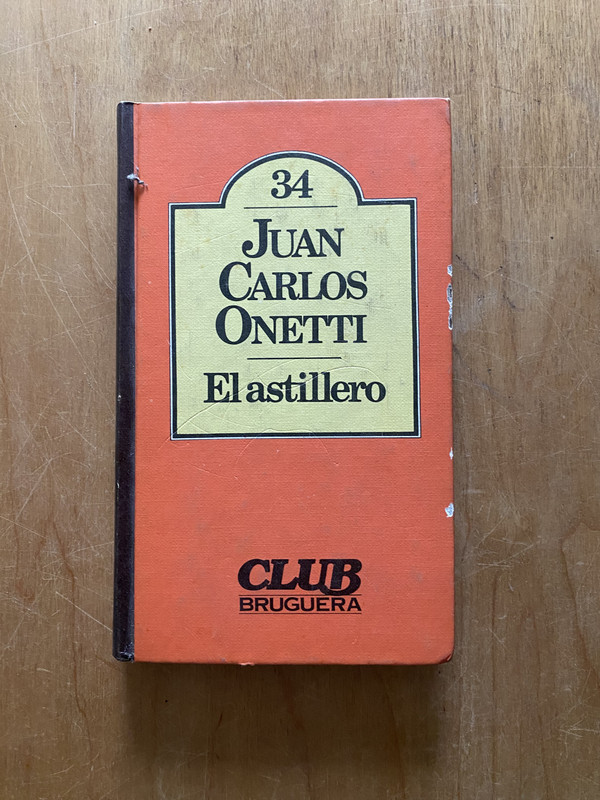 34
JUAN
CARLOS
ONETTI
El astillero
CLUB
BRUGUERA